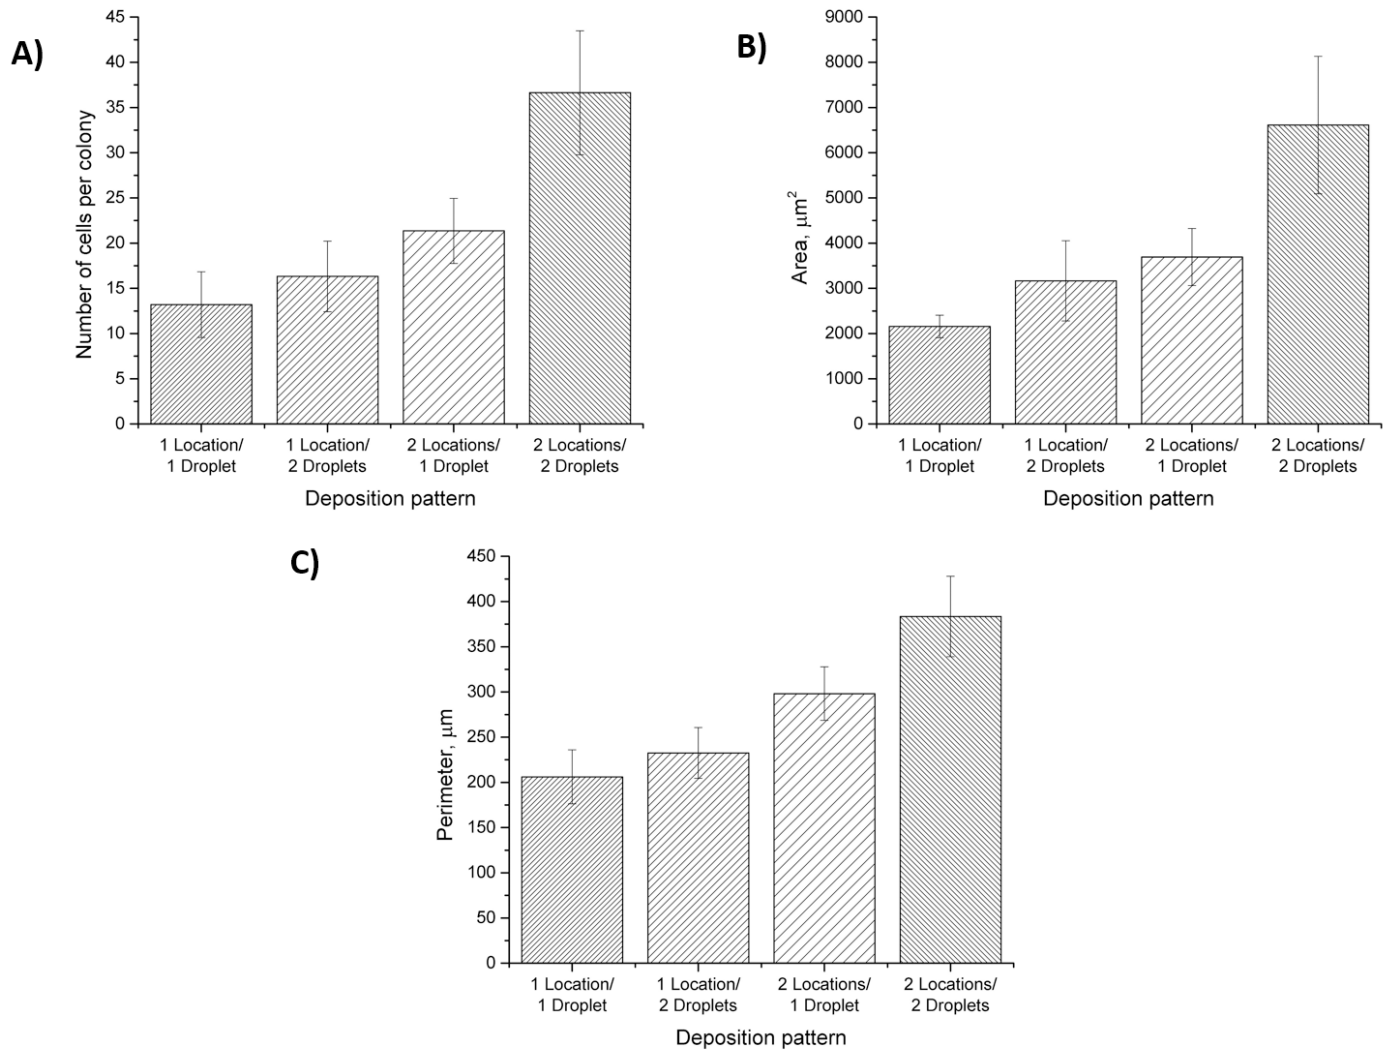 A)
Number of cells per colony
45
40
35
30
25
20
15
10
5
0
1 Location/
1 Droplet
1 Location/
2 Droplets
2 Locations/
1 Droplet
2 Locations/
2 Droplets
Deposition pattern
B)
Area, μm²
9000
8000
7000
6000
5000
4000
3000
2000
1000
0
1 Location/
1 Droplet
1 Location/
2 Droplets
2 Locations/
1 Droplet
2 Locations/
2 Droplets
Deposition pattern
C)
Perimeter, μm
450
400
350
300
250
200
150
100
50
0
1 Location/
1 Droplet
1 Location/
2 Droplets
2 Locations/
1 Droplet
2 Locations/
2 Droplets
Deposition pattern